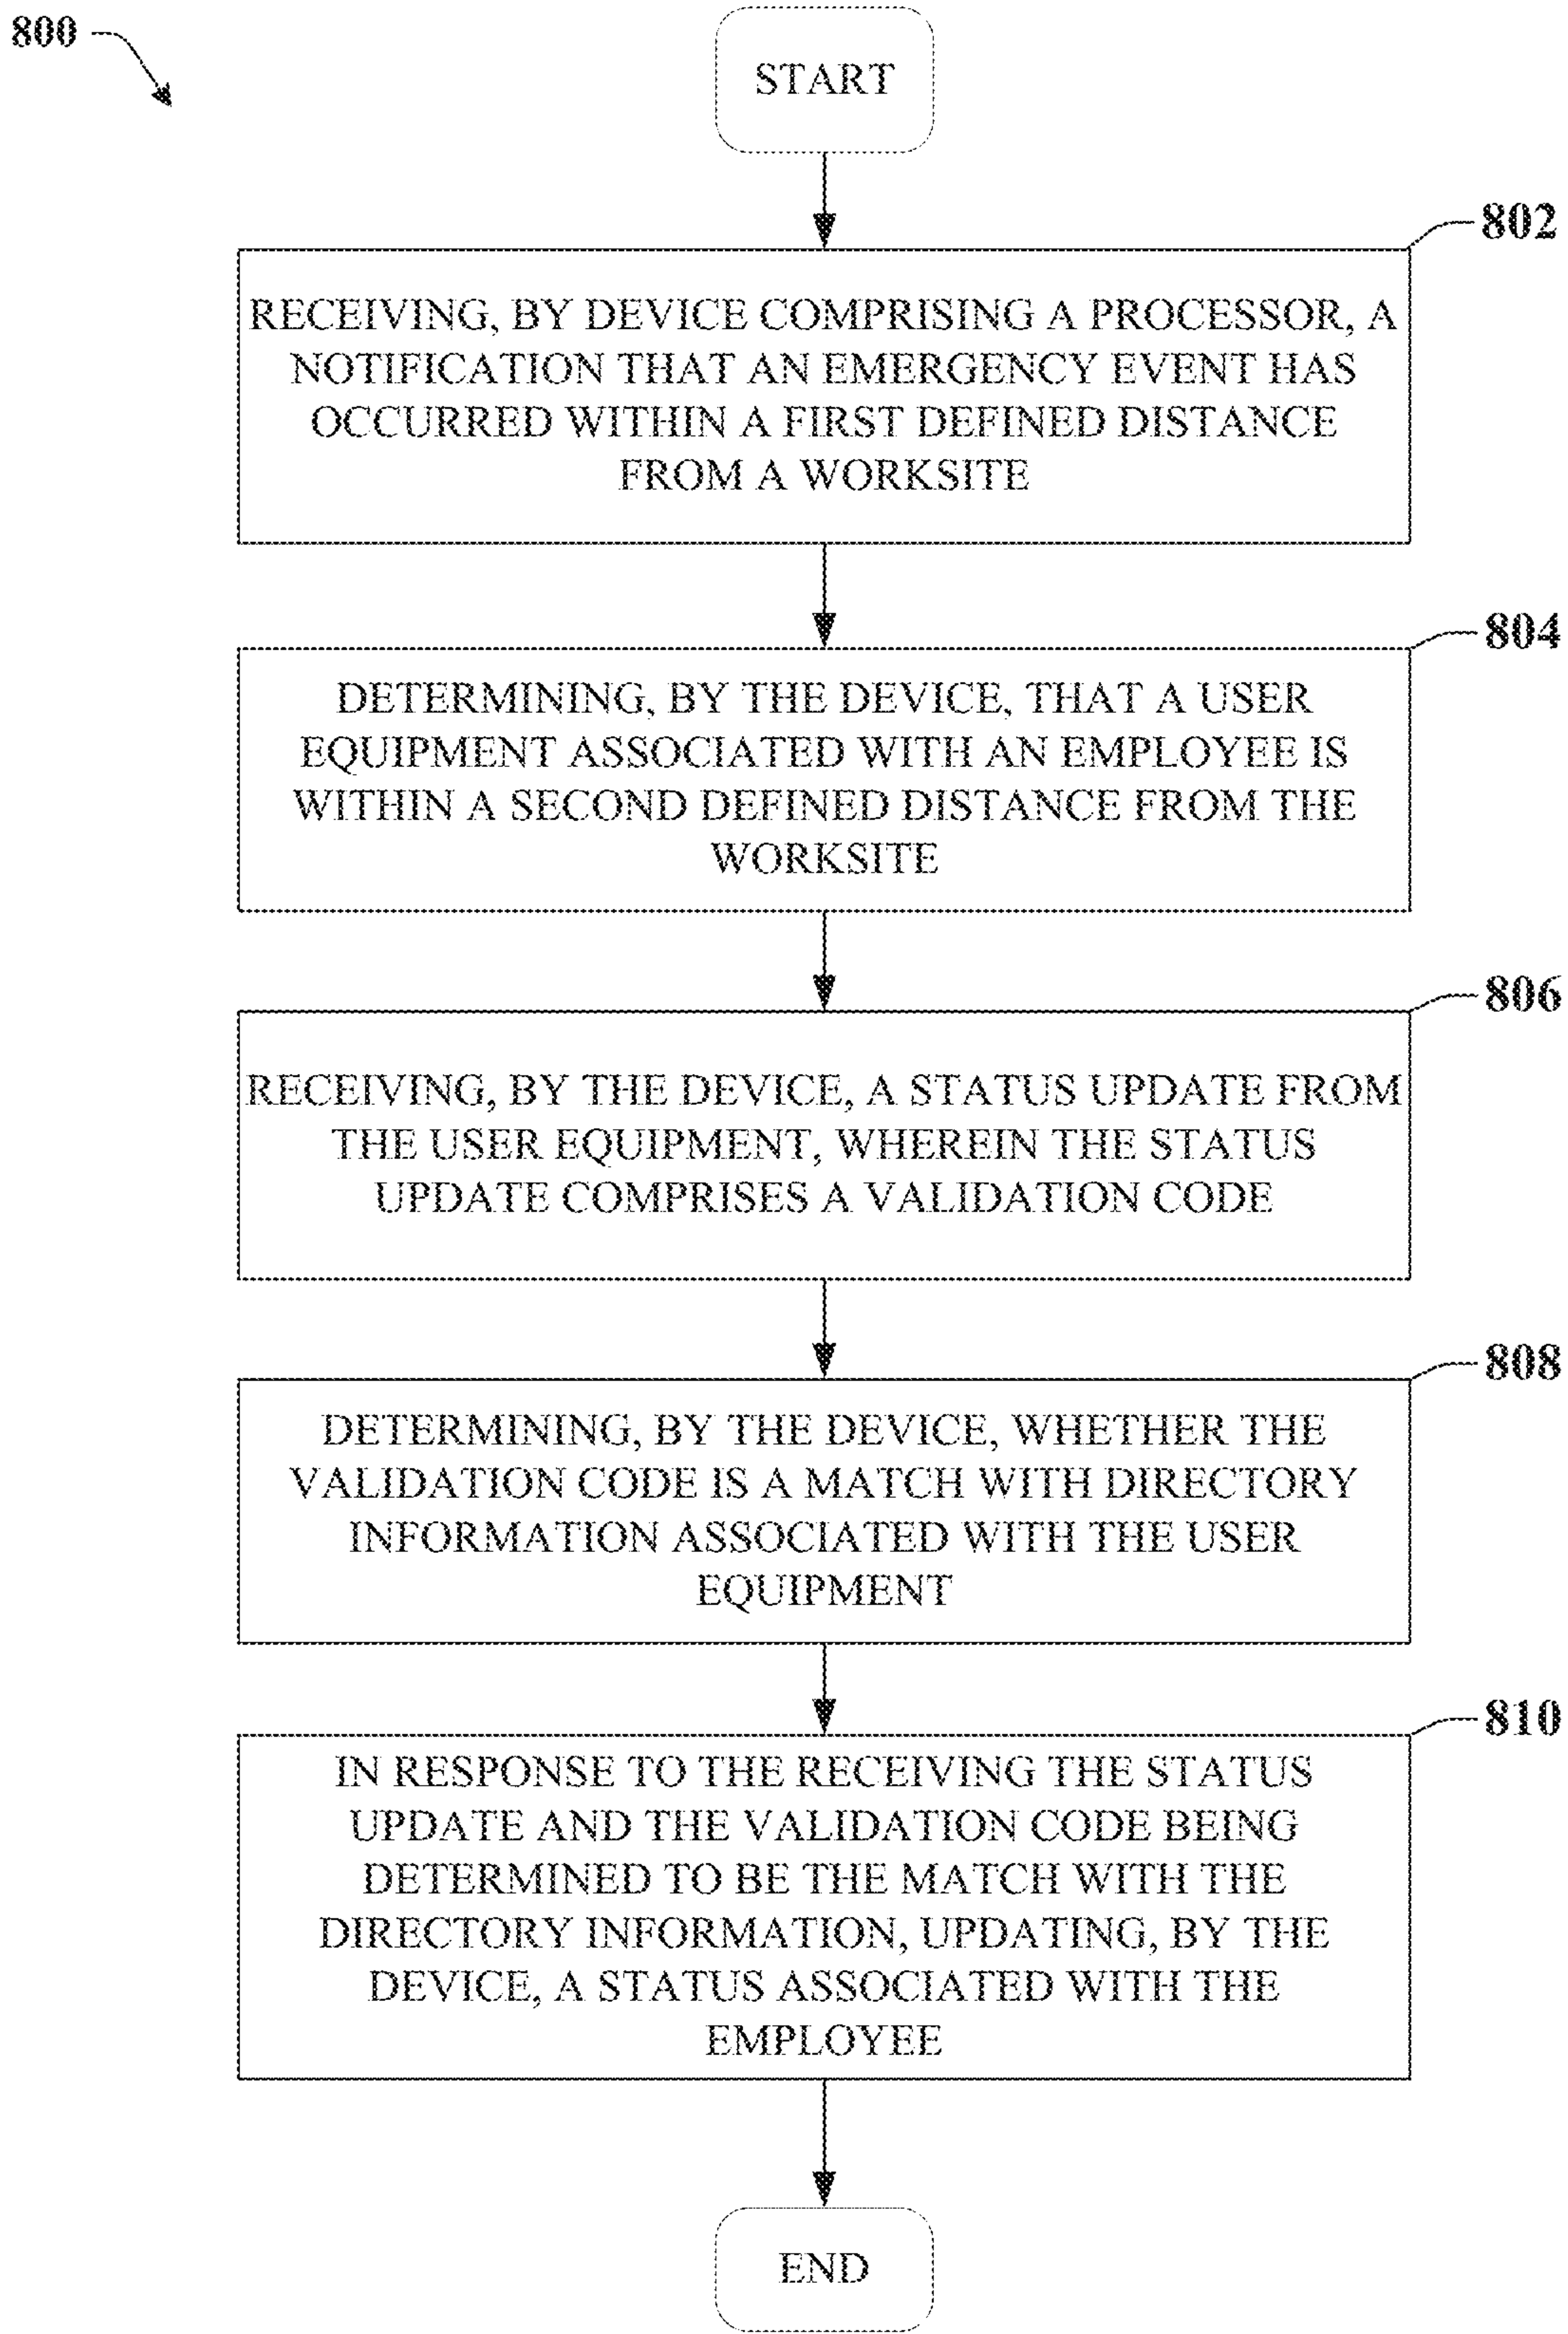 800
START
802
RECEIVING, BY DEVICE COMPRISING A PROCESSOR, A
NOTIFICATION THAT AN EMERGENCY EVENT HAS
OCCURRED WITHIN A FIRST DEFINED DISTANCE
FROM A WORKSITE
804
DETERMINING, BY THE DEVICE, THAT A USER
EQUIPMENT ASSOCIATED WITH AN EMPLOYEE IS
WITHIN A SECOND DEFINED DISTANCE FROM THE
WORKSITE
806
RECEIVING, BY THE DEVICE, A STATUS UPDATE FROM
THE USER EQUIPMENT, WHEREIN THE STATUS
UPDATE COMPRISES A VALIDATION CODE
808
DETERMINING, BY THE DEVICE, WHETHER THE
VALIDATION CODE IS A MATCH WITH DIRECTORY
INFORMATION ASSOCIATED WITH THE USER
EQUIPMENT
810
IN RESPONSE TO THE RECEIVING THE STATUS
UPDATE AND THE VALIDATION CODE BEING
DETERMINED TO BE THE MATCH WITH THE
DIRECTORY INFORMATION, UPDATING, BY THE
DEVICE, A STATUS ASSOCIATED WITH THE
EMPLOYEE
END